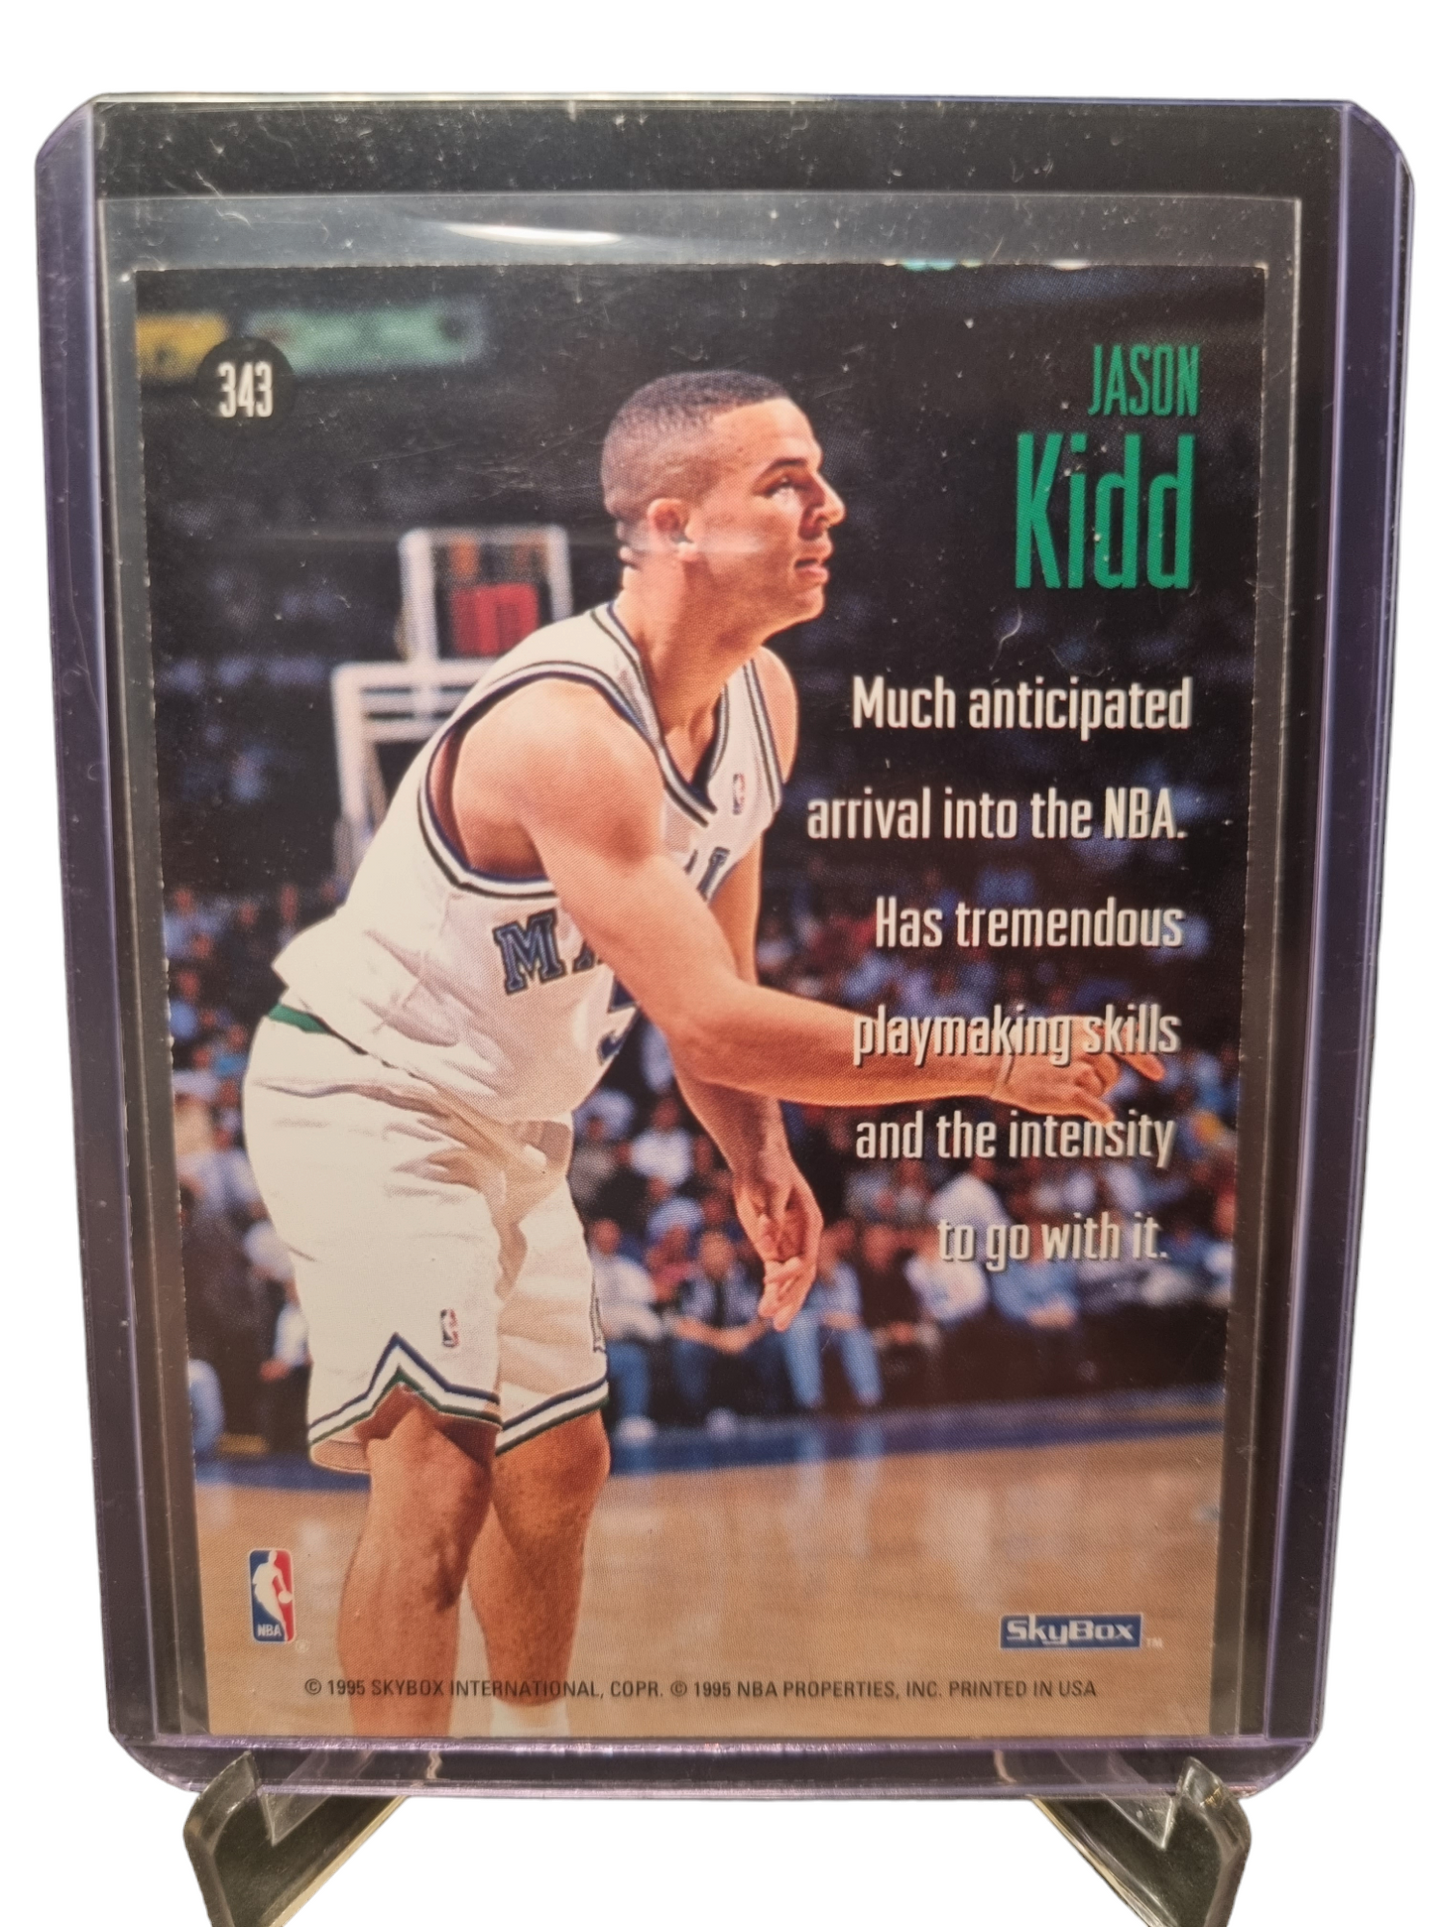 343
JASON
Kidd
Much anticipated
arrival into the NBA.
Has tremendous
playmaking skills
and the intensity
to go with it.
NBA
®
SkyBox ™
© 1995 SKYBOX INTERNATIONAL, COPR. © 1995 NBA PROPERTIES, INC. PRINTED IN USA